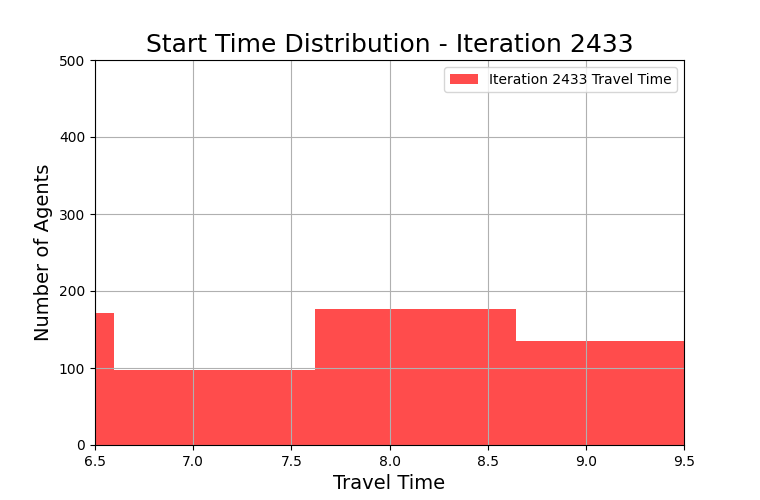 Start Time Distribution - Iteration 2433
Iteration 2433 Travel Time
500
400
300
200
100
0
Number of Agents
6.5 7.0 7.5 8.0 8.5 9.0 9.5
Travel Time